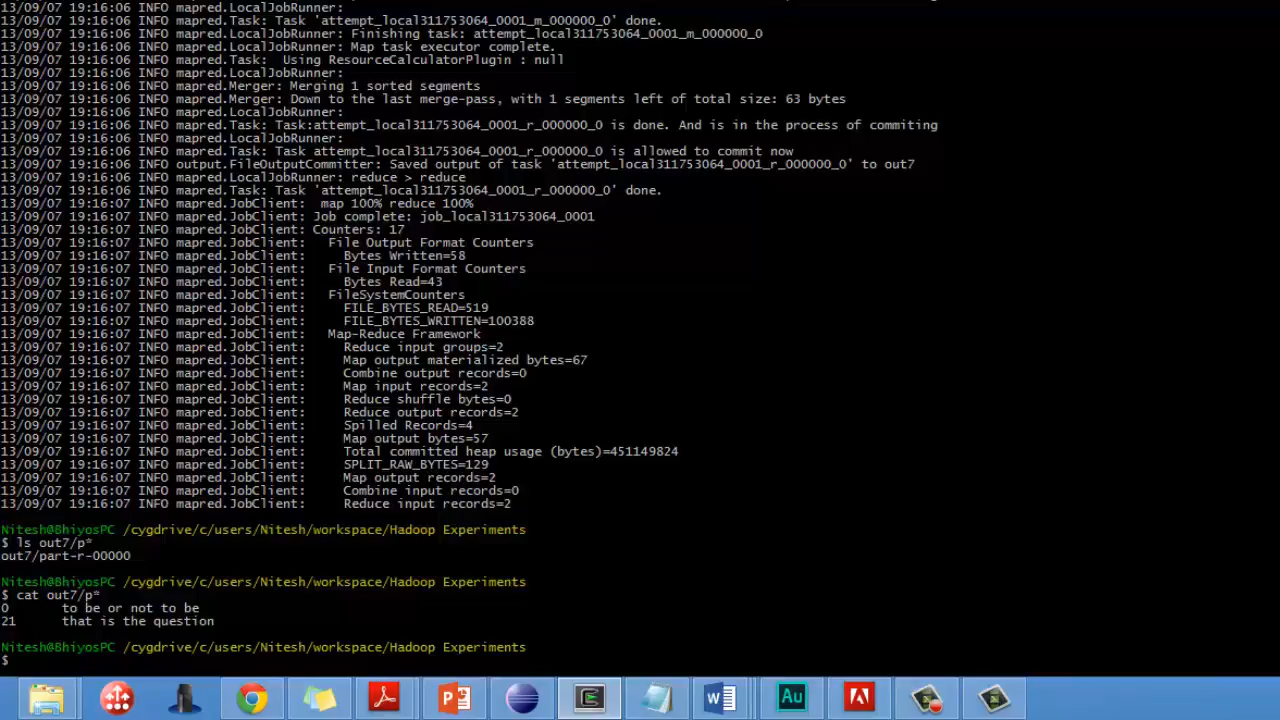 13/09/07 19:16:06 INFO mapred.LocalJobRunner:
13/09/07 19:16:06 INFO mapred.Task: Task 'attempt_local311753064_0001_m_000000_0' done.
13/09/07 19:16:06 INFO mapred.LocalJobRunner: Finishing task: attempt_local311753064_0001_m_000000_0
13/09/07 19:16:06 INFO mapred.LocalJobRunner: Map task executor complete.
13/09/07 19:16:06 INFO mapred.Task:  Using ResourceCalculatorPlugin : null
13/09/07 19:16:06 INFO mapred.LocalJobRunner:
13/09/07 19:16:06 INFO mapred.Merger: Merging 1 sorted segments
13/09/07 19:16:06 INFO mapred.Merger: Down to the last merge-pass, with 1 segments left of total size: 63 bytes
13/09/07 19:16:06 INFO mapred.LocalJobRunner:
13/09/07 19:16:06 INFO mapred.Task: Task:attempt_local311753064_0001_r_000000_0 is done. And is in the process of commiting
13/09/07 19:16:06 INFO mapred.LocalJobRunner:
13/09/07 19:16:06 INFO mapred.Task: Task attempt_local311753064_0001_r_000000_0 is allowed to commit now
13/09/07 19:16:06 INFO output.FileOutputCommitter: Saved output of task 'attempt_local311753064_0001_r_000000_0' to out7
13/09/07 19:16:06 INFO mapred.LocalJobRunner: reduce > reduce
13/09/07 19:16:06 INFO mapred.Task: Task 'attempt_local311753064_0001_r_000000_0' done.
13/09/07 19:16:07 INFO mapred.JobClient:  map 100% reduce 100%
13/09/07 19:16:07 INFO mapred.JobClient: Job complete: job_local311753064_0001
13/09/07 19:16:07 INFO mapred.JobClient: Counters: 17
13/09/07 19:16:07 INFO mapred.JobClient:   File Output Format Counters
13/09/07 19:16:07 INFO mapred.JobClient:     Bytes Written=58
13/09/07 19:16:07 INFO mapred.JobClient:   File Input Format Counters
13/09/07 19:16:07 INFO mapred.JobClient:     Bytes Read=43
13/09/07 19:16:07 INFO mapred.JobClient:   FileSystemCounters
13/09/07 19:16:07 INFO mapred.JobClient:     FILE_BYTES_READ=519
13/09/07 19:16:07 INFO mapred.JobClient:     FILE_BYTES_WRITTEN=100388
13/09/07 19:16:07 INFO mapred.JobClient:   Map-Reduce Framework
13/09/07 19:16:07 INFO mapred.JobClient:     Reduce input groups=2
13/09/07 19:16:07 INFO mapred.JobClient:     Map output materialized bytes=67
13/09/07 19:16:07 INFO mapred.JobClient:     Combine output records=0
13/09/07 19:16:07 INFO mapred.JobClient:     Map input records=2
13/09/07 19:16:07 INFO mapred.JobClient:     Reduce shuffle bytes=0
13/09/07 19:16:07 INFO mapred.JobClient:     Reduce output records=2
13/09/07 19:16:07 INFO mapred.JobClient:     Spilled Records=4
13/09/07 19:16:07 INFO mapred.JobClient:     Map output bytes=57
13/09/07 19:16:07 INFO mapred.JobClient:     Total committed heap usage (bytes)=451149824
13/09/07 19:16:07 INFO mapred.JobClient:     SPLIT_RAW_BYTES=129
13/09/07 19:16:07 INFO mapred.JobClient:     Map output records=2
13/09/07 19:16:07 INFO mapred.JobClient:     Combine input records=0
13/09/07 19:16:07 INFO mapred.JobClient:     Reduce input records=2
Nitesh@BhiyosPC /cygdrive/c/users/Nitesh/workspace/Hadoop Experiments
$ ls out7/p*
out7/part-r-00000
Nitesh@BhiyosPC /cygdrive/c/users/Nitesh/workspace/Hadoop Experiments
$ cat out7/p*
0       to be or not to be
21      that is the question
Nitesh@BhiyosPC /cygdrive/c/users/Nitesh/workspace/Hadoop Experiments
$
Au